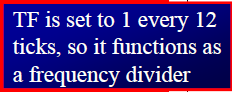 TF is set to 1 every 12
ticks, so it functions as
a frequency divider